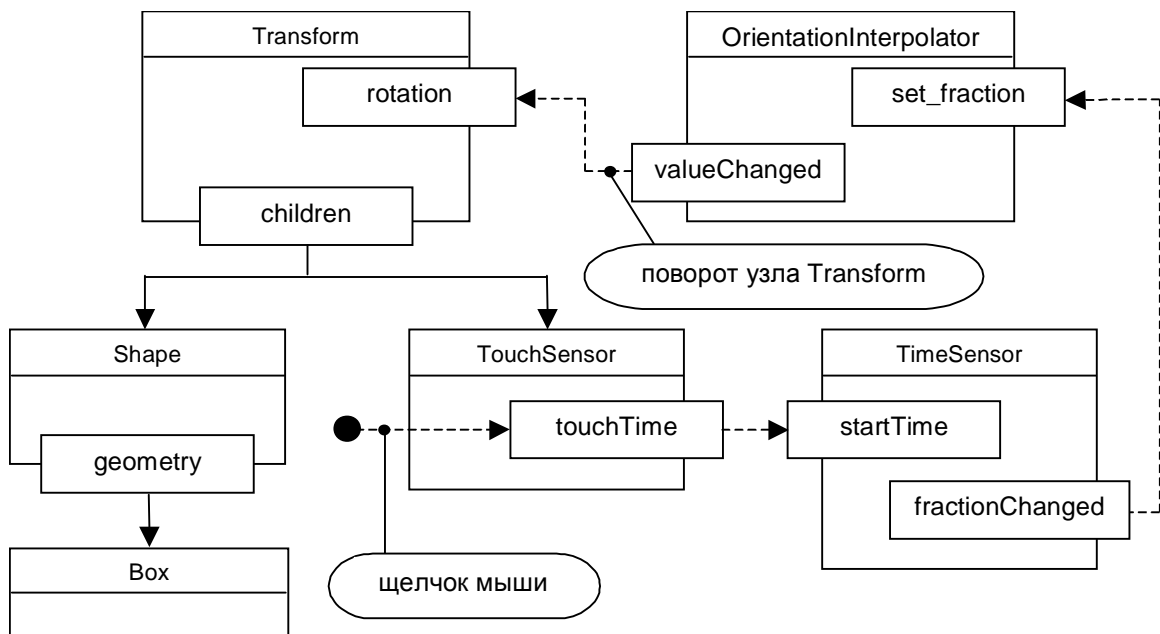 Transform
OrientationInterpolator
rotation
set_fraction
valueChanged
children
поворот узла Transform
Shape
TouchSensor
TimeSensor
touchTime
startTime
geometry
fractionChanged
Box
щелчок мыши